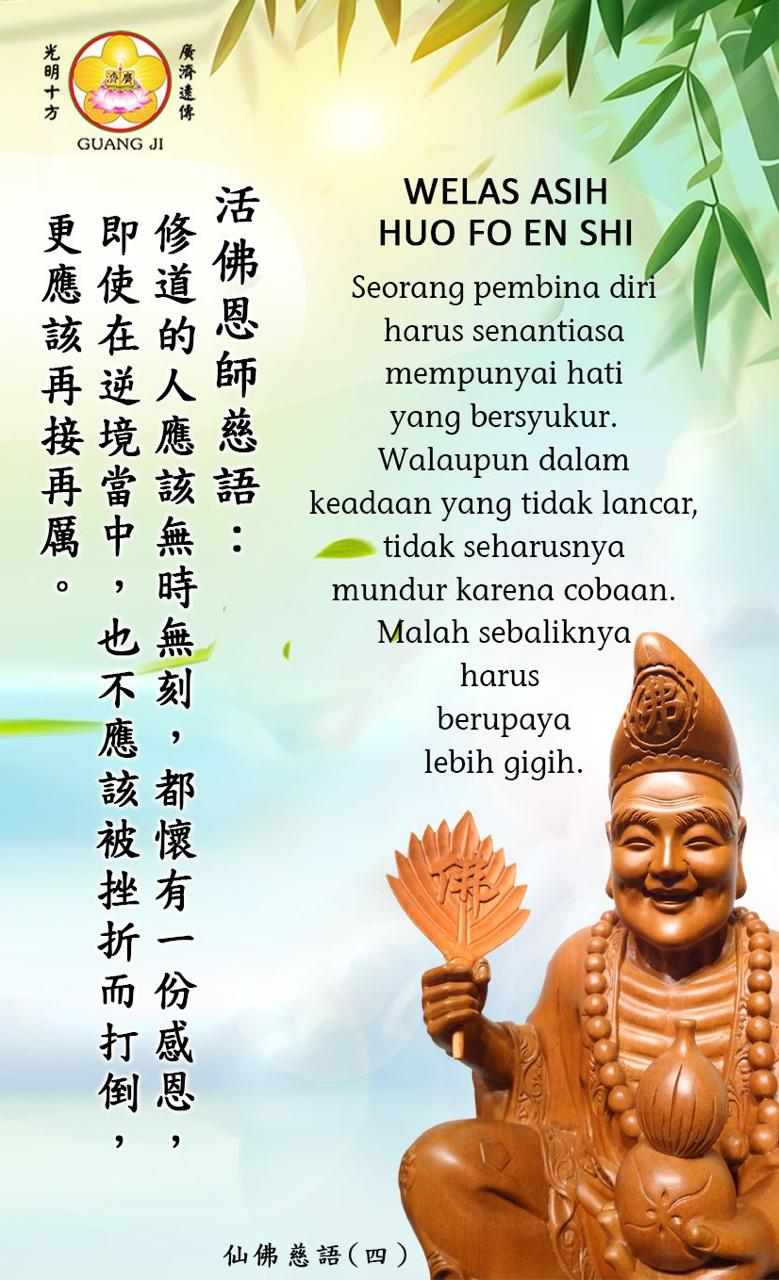 光明十方
廣濟
廣濟遠傳
GUANG JI
活佛恩師慈語：
修道的人應該無時無刻，都懷有一份感恩，
即使在逆境當中，也不應該被挫折而打倒，
更應該再接再厲。
WELAS ASIH
HUO FO EN SHI
Seorang pembina diri
harus senantiasa
mempunyai hati
yang bersyukur.
Walaupun dalam
keadaan yang tidak lancar,
tidak seharusnya
mundur karena cobaan.
Malah sebaliknya
harus
berupaya
lebih gigih.
佛
佛
仙佛慈語(四)